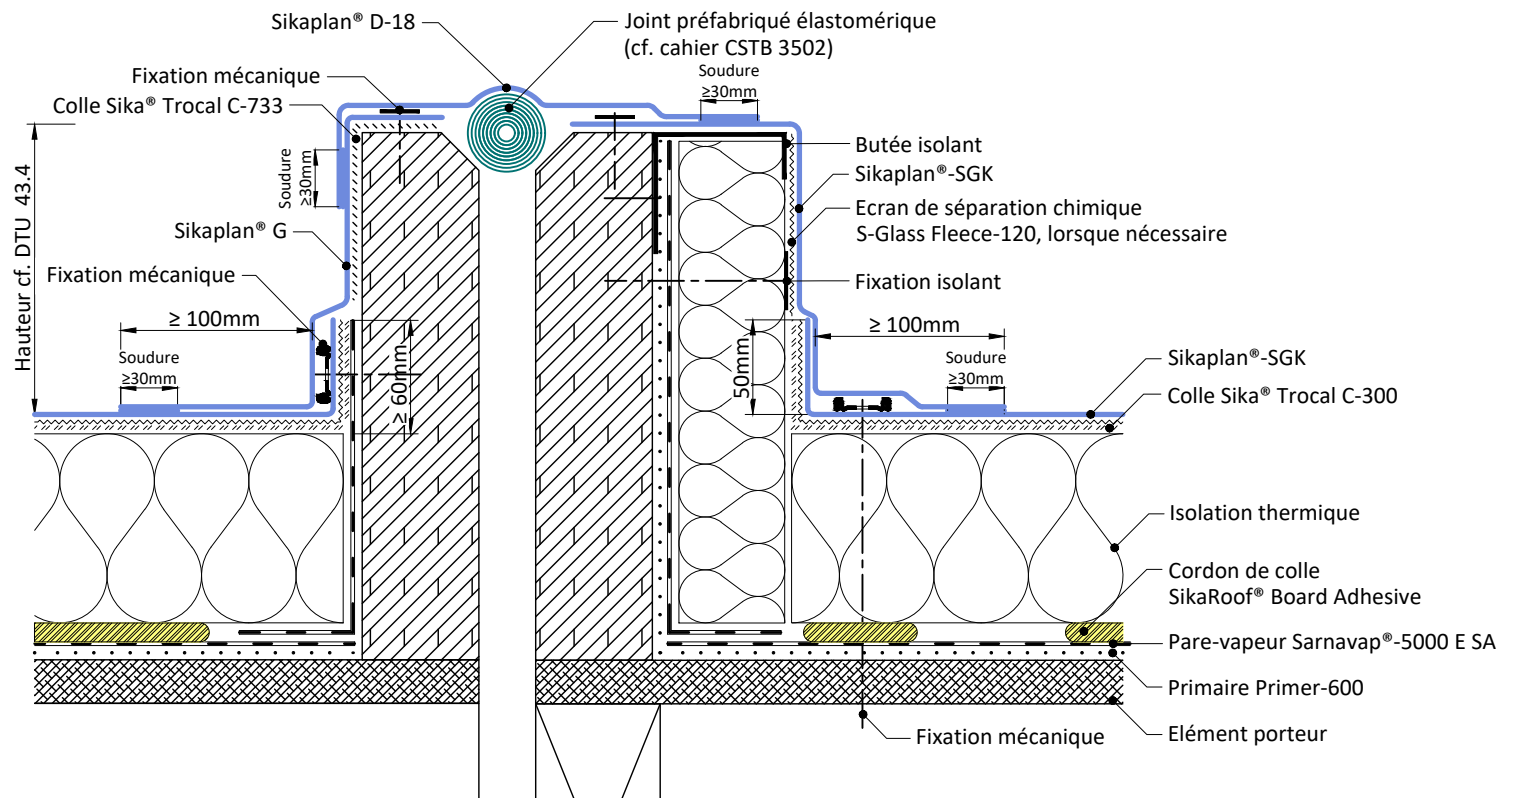 Sikaplan® D-18
Joint préfabriqué élastomérique
(cf. cahier CSTB 3502)
Fixation mécanique
Soudure
≥30mm
Colle Sika® Trocal C-733
Butée isolant
Soudure
≥30mm
Sikaplan®-SGK
Ecran de séparation chimique
S-Glass Fleece-120, lorsque nécessaire
Sikaplan® G
Hauteur cf. DTU 43.4
Fixation mécanique
Fixation isolant
≥ 100mm
≥ 100mm
Soudure
≥30mm
≥ 60mm
50mm
Soudure
≥30mm
Sikaplan®-SGK
Colle Sika® Trocal C-300
Isolation thermique
Cordon de colle
SikaRoof® Board Adhesive
Pare-vapeur Sarnavap®-5000 E SA
Primaire Primer-600
Elément porteur
Fixation mécanique